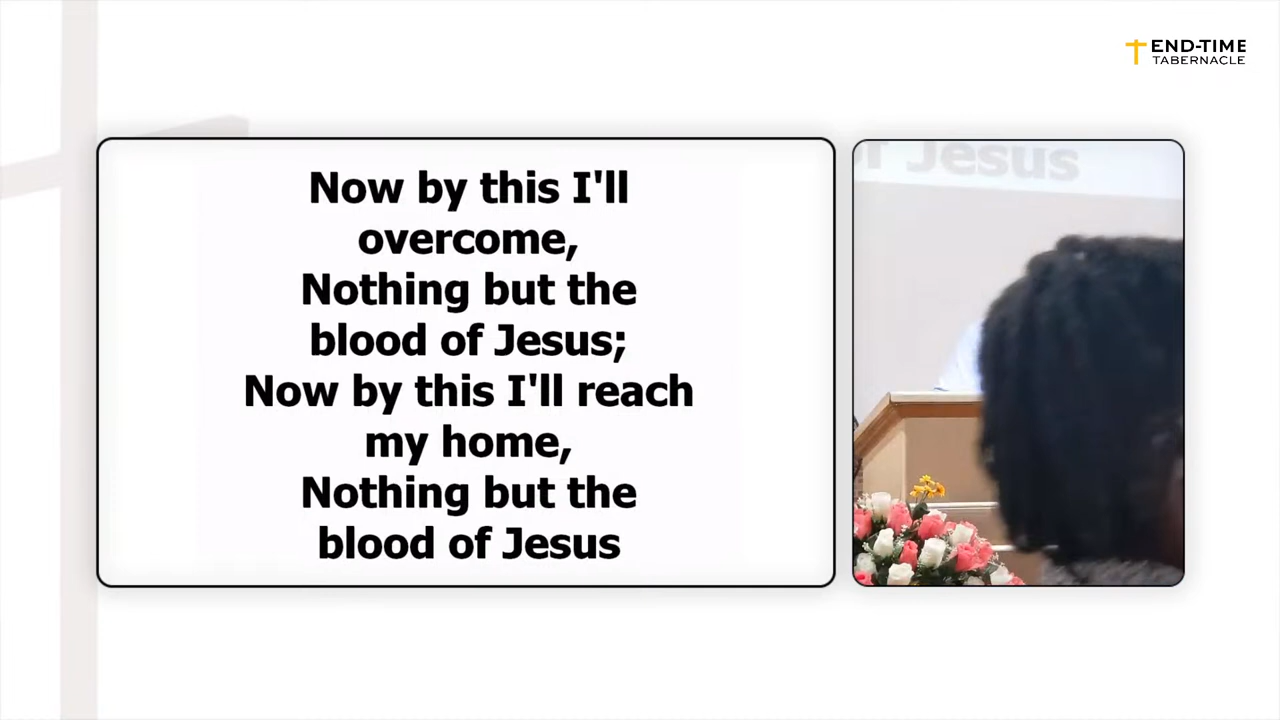 END-TIME
TABERNACLE
Now by this I'll
overcome,
Nothing but the
blood of Jesus;
Now by this I'll reach
my home,
Nothing but the
blood of Jesus
of Jesus